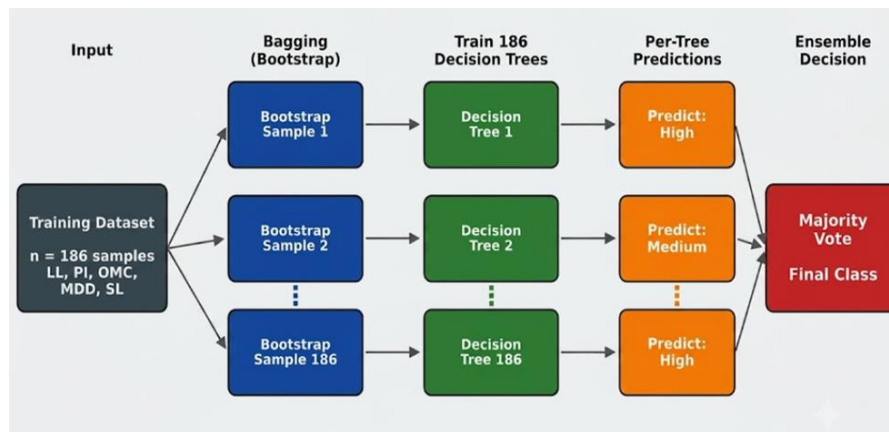 Input
Bagging
(Bootstrap)
Train 186
Decision Trees
Per-Tree
Predictions
Ensemble
Decision
Training Dataset
n = 186 samples
LL, PI, OMC,
MDD, SL
Bootstrap
Sample 1
Decision
Tree 1
Predict:
High
Bootstrap
Sample 2
Decision
Tree 2
Predict:
Medium
Bootstrap
Sample 186
Decision
Tree 186
Predict:
High
Majority
Vote
Final Class